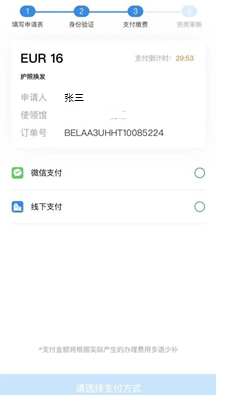 1 2 3 4
填写申请表 身份验证 支付缴费 资质审核
EUR 16 支付倒计时：29:53
护照换发
申请人 张三
使领馆
订单号 BELAA3UHHT10085224
微信支付
线下支付
*支付金额将根据实际产生的办理费用多退少补
请选择支付方式